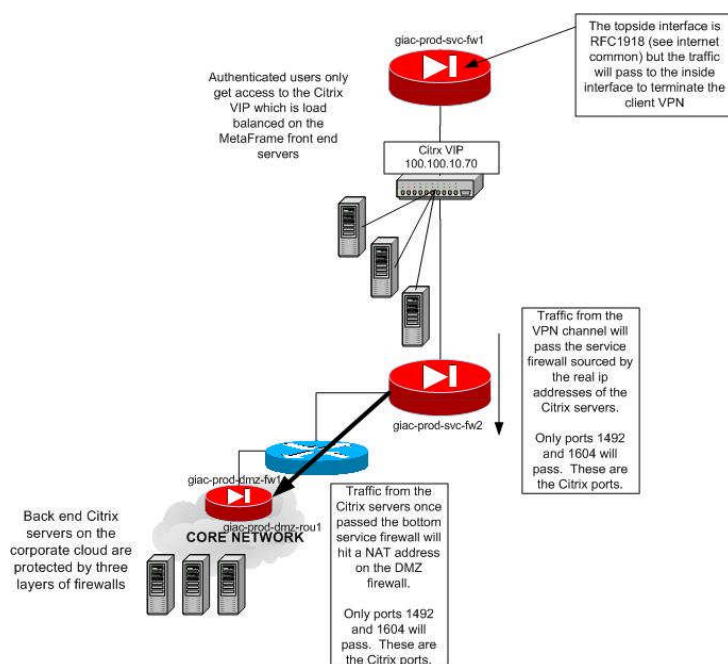 giac-prod-svc-fw1
The topside interface is
RFC1918 (see internet
common) but the traffic
will pass to the inside
interface to terminate the
client VPN
Authenticated users only
get access to the Citrix
VIP which is load
balanced on the
MetaFrame front end
servers
Citrx VIP
100.100.10.70
Traffic from the
VPN channel will
pass the service
firewall sourced by
the real ip
addresses of the
Citrix servers.
Only ports 1492
and 1604 will
pass. These are
the Citrix ports.
giac-prod-svc-fw2
giac-prod-dmz-fw1
giac-prod-dmz-rou1
CORE NETWORK
Back end Citrix
servers on the
corporate cloud are
protected by three
layers of firewalls
Traffic from the
Citrix servers once
passed the bottom
service firewall will
hit a NAT address
on the DMZ
firewall.
Only ports 1492
and 1604 will
pass. These are
the Citrix ports.